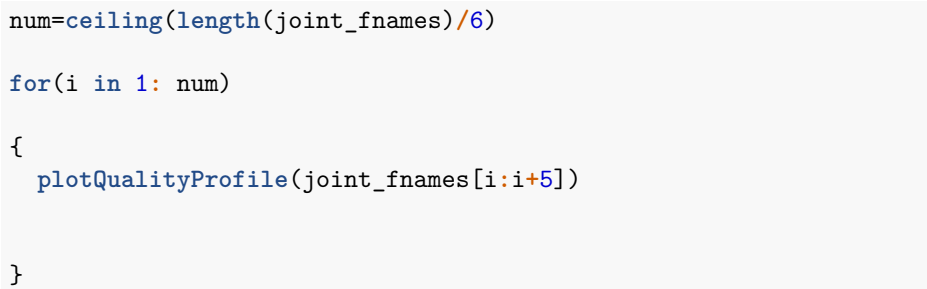 num=ceiling(length(joint_fnames)/6)
for(i in 1: num)
{
plotQualityProfile(joint_fnames[i:i+5])
}